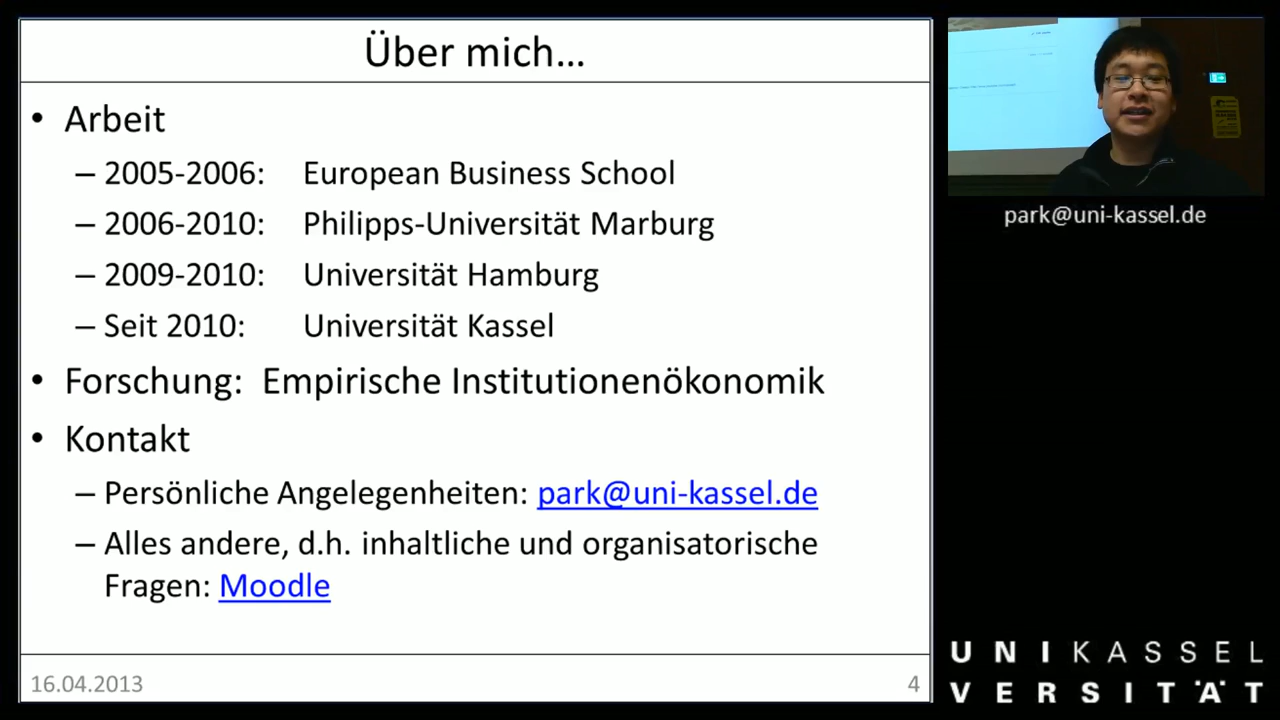 Über mich...
• Arbeit
– 2005-2006: European Business School
– 2006-2010: Philipps-Universität Marburg
– 2009-2010: Universität Hamburg
– Seit 2010: Universität Kassel
• Forschung: Empirische Institutionenökonomik
• Kontakt
– Persönliche Angelegenheiten: park@uni-kassel.de
– Alles andere, d.h. inhaltliche und organisatorische
Fragen: Moodle
16.04.2013
4
park@uni-kassel.de
UNIKASSEL
VERSITÄT